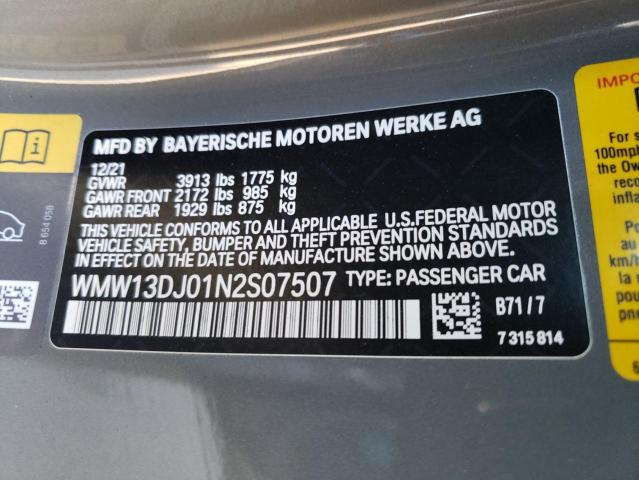 MFD BY BAYERISCHE MOTOREN WERKE AG
12/21
GVWR 3913 lbs 1775 kg
GAWR FRONT 2172 lbs 985 kg
GAWR REAR 1929 lbs 875 kg
THIS VEHICLE CONFORMS TO ALL APPLICABLE U.S.FEDERAL MOTOR
VEHICLE SAFETY, BUMPER AND THEFT PREVENTION STANDARDS
IN EFFECT ON THE DATE OF MANUFACTURE SHOWN ABOVE.
WMW13DJ01N2S07507 TYPE: PASSENGER CAR
B71 / 7
7 315 814
8 654 058
IMPO
For s
100mph
the Ow
reco
infla
Po
au
km/h
pou
pne
6